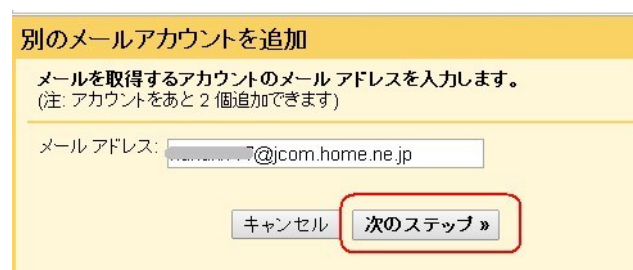 別のメールアカウントを追加
メールを取得するアカウントのメール アドレスを入力します。
(注: アカウントをあと 2 個追加できます)
メール アドレス: @jcom.home.ne.jp
キャンセル 次のステップ »